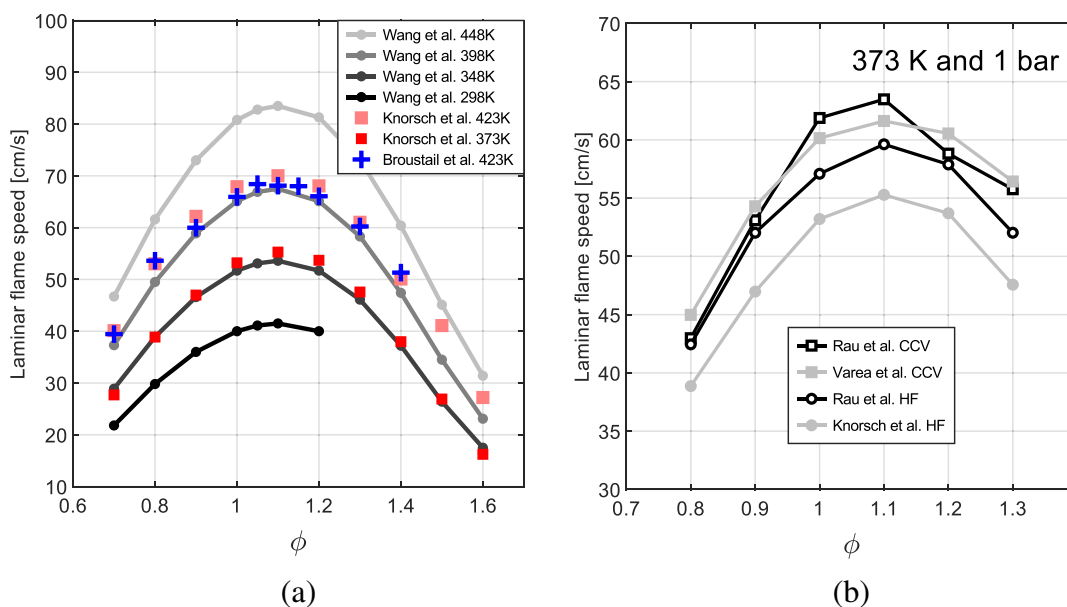 100
90
80
70
60
50
40
30
20
10
Laminar flame speed [cm/s]
0.6
0.8
1
1.2
1.4
1.6
ϕ
Wang et al. 448K
Wang et al. 398K
Wang et al. 348K
Wang et al. 298K
Knorsch et al. 423K
Knorsch et al. 373K
Broustail et al. 423K
(a)
70
65
60
55
50
45
40
35
30
Laminar flame speed [cm/s]
373 K and 1 bar
Rau et al. CCV
Varea et al. CCV
Rau et al. HF
Knorsch et al. HF
0.7
0.8
0.9
1
1.1
1.2
1.3
ϕ
(b)